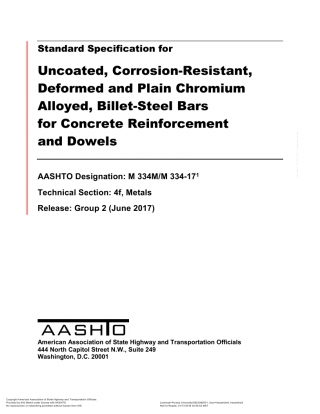 Standard Specification for
Uncoated, Corrosion-Resistant,
Deformed and Plain Chromium
Alloyed, Billet-Steel Bars
for Concrete Reinforcement
and Dowels
AASHTO Designation: M 334M/M 334-17¹
Technical Section: 4f, Metals
Release: Group 2 (June 2017)
AASHTO
American Association of State Highway and Transportation Officials
444 North Capitol Street N.W., Suite 249
Washington, D.C. 20001